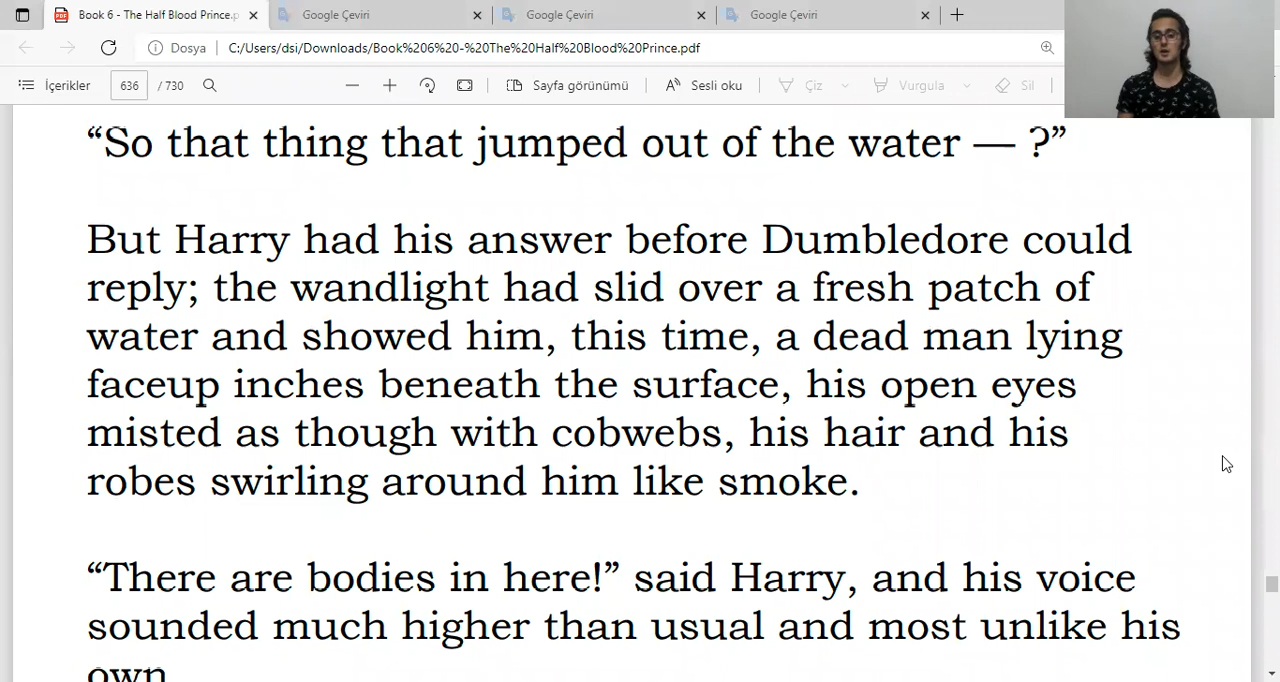 Book 6 - The Half Blood Prince.p
Google Çeviri
Google Çeviri
Google Çeviri
Dosya
C:/Users/dsi/Downloads/Book%206%20-%20The%20Half%20Blood%20Prince.pdf
İçerikler
636
/ 730
Sayfa görünümü
Sesli oku
Çiz
Vurgula
Sil
“So that thing that jumped out of the water — ?”
But Harry had his answer before Dumbledore could
reply; the wandlight had slid over a fresh patch of
water and showed him, this time, a dead man lying
faceup inches beneath the surface, his open eyes
misted as though with cobwebs, his hair and his
robes swirling around him like smoke.
“There are bodies in here!” said Harry, and his voice
sounded much higher than usual and most unlike his
own